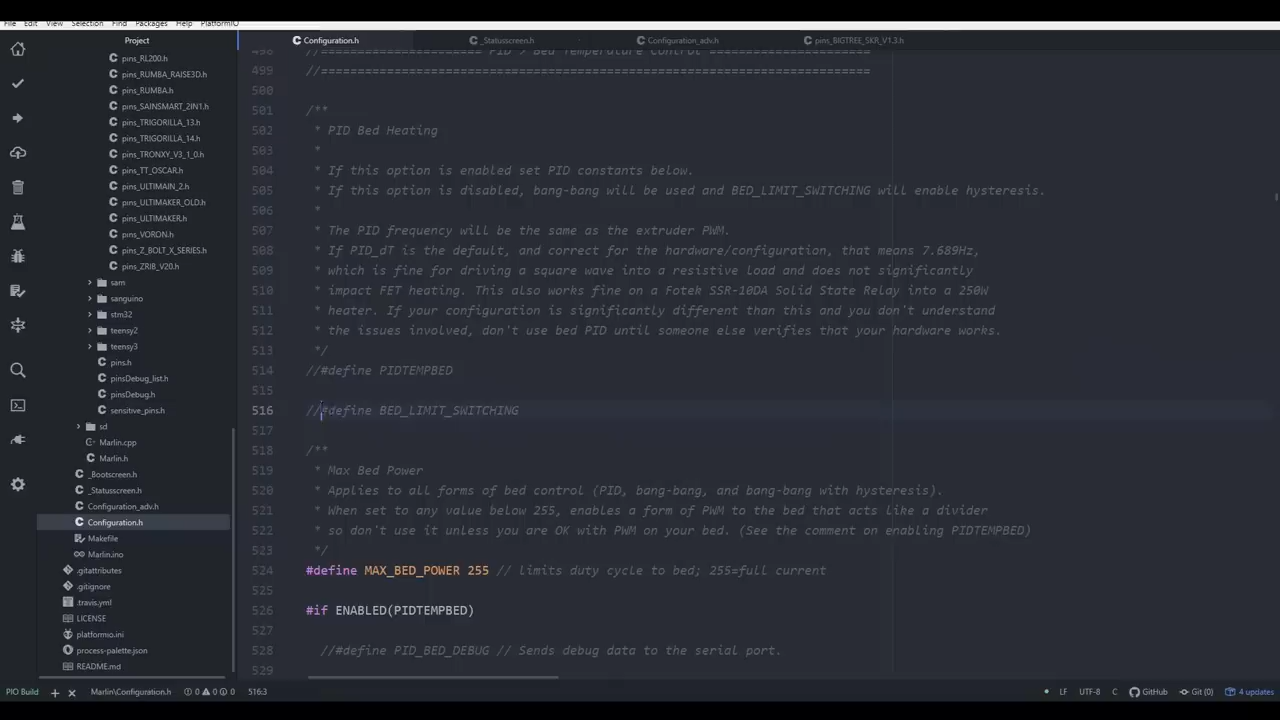 File Edit View Selection Find Packages Help PlatformIO
Project
pins_RL200.h
pins_RUMBA_RAISE3D.h
pins_RUMBA.h
pins_SAINSMART_2IN1.h
pins_TRIGORILLA_13.h
pins_TRIGORILLA_14.h
pins_TRONXY_V3_1_0.h
pins_TT_OSCAR.h
pins_ULTIMAIN_2.h
pins_ULTIMAKER_OLD.h
pins_ULTIMAKER.h
pins_VORON.h
pins_Z_BOLT_X_SERIES.h
pins_ZRIB_V20.h
sam
sanguino
stm32
teensy2
teensy3
pins.h
pinsDebug_list.h
pinsDebug.h
sensitive_pins.h
sd
Marlin.cpp
Marlin.h
_Bootscreen.h
_Statusscreen.h
Configuration_adv.h
Configuration.h
Makefile
Marlin.ino
.gitattributes
.gitignore
.travis.yml
LICENSE
platformio.ini
process-palette.json
README.md
Configuration.h _Statusscreen.h Configuration_adv.h pins_BIGTREE_SKR_V1.3.h
498 //====================== PID > Bed Temperature Control ======================
499 //===========================================================================
500
501 /**
502 * PID Bed Heating
503 *
504 * If this option is enabled set PID constants below.
505 * If this option is disabled, bang-bang will be used and BED_LIMIT_SWITCHING will enable hysteresis.
506 *
507 * The PID frequency will be the same as the extruder PWM.
508 * If PID_dT is the default, and correct for the hardware/configuration, that means 7.689Hz,
509 * which is fine for driving a square wave into a resistive load and does not significantly
510 * impact FET heating. This also works fine on a Fotek SSR-10DA Solid State Relay into a 250W
511 * heater. If your configuration is significantly different than this and you don't understand
512 * the issues involved, don't use bed PID until someone else verifies that your hardware works.
513 */
514 //#define PIDTEMPBED
515
516 //#define BED_LIMIT_SWITCHING
517
518 /**
519 * Max Bed Power
520 * Applies to all forms of bed control (PID, bang-bang, and bang-bang with hysteresis).
521 * When set to any value below 255, enables a form of PWM to the bed that acts like a divider
522 * so don't use it unless you are OK with PWM on your bed. (See the comment on enabling PIDTEMPBED)
523 */
524 #define MAX_BED_POWER 255 // limits duty cycle to bed; 255=full current
525
526 #if ENABLED(PIDTEMPBED)
527
528 //#define PID_BED_DEBUG // Sends debug data to the serial port.
529
PIO Build + × Marlin\Configuration.h 0 0 0 516:3 LF UTF-8 C GitHub Git (0) 4 updates